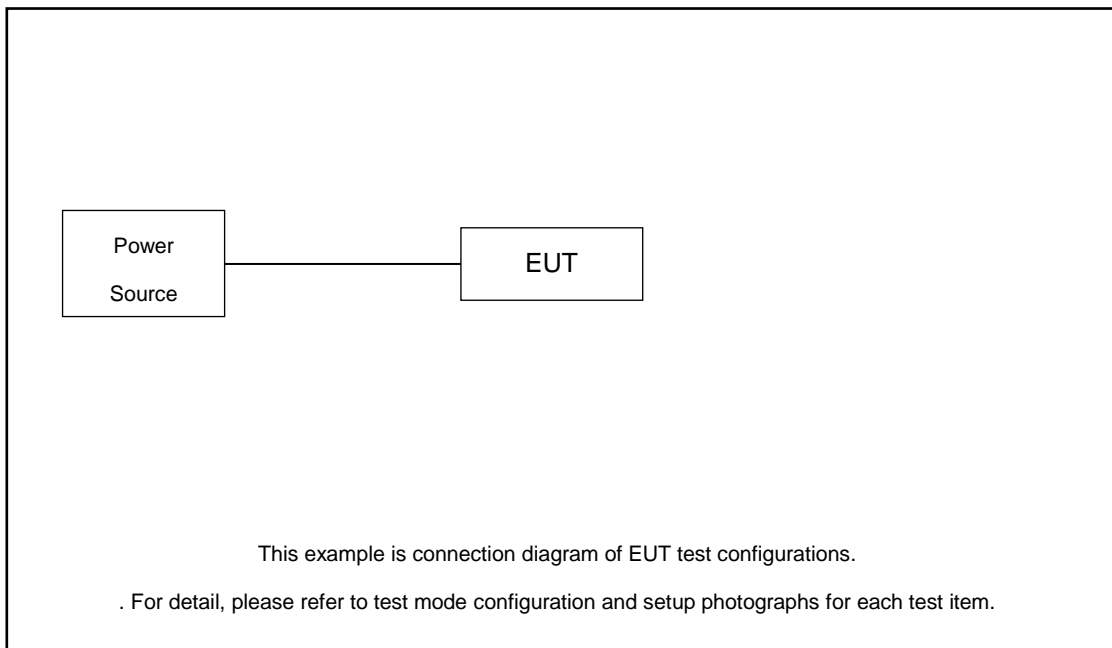 Power
Source
EUT
This example is connection diagram of EUT test configurations.
. For detail, please refer to test mode configuration and setup photographs for each test item.